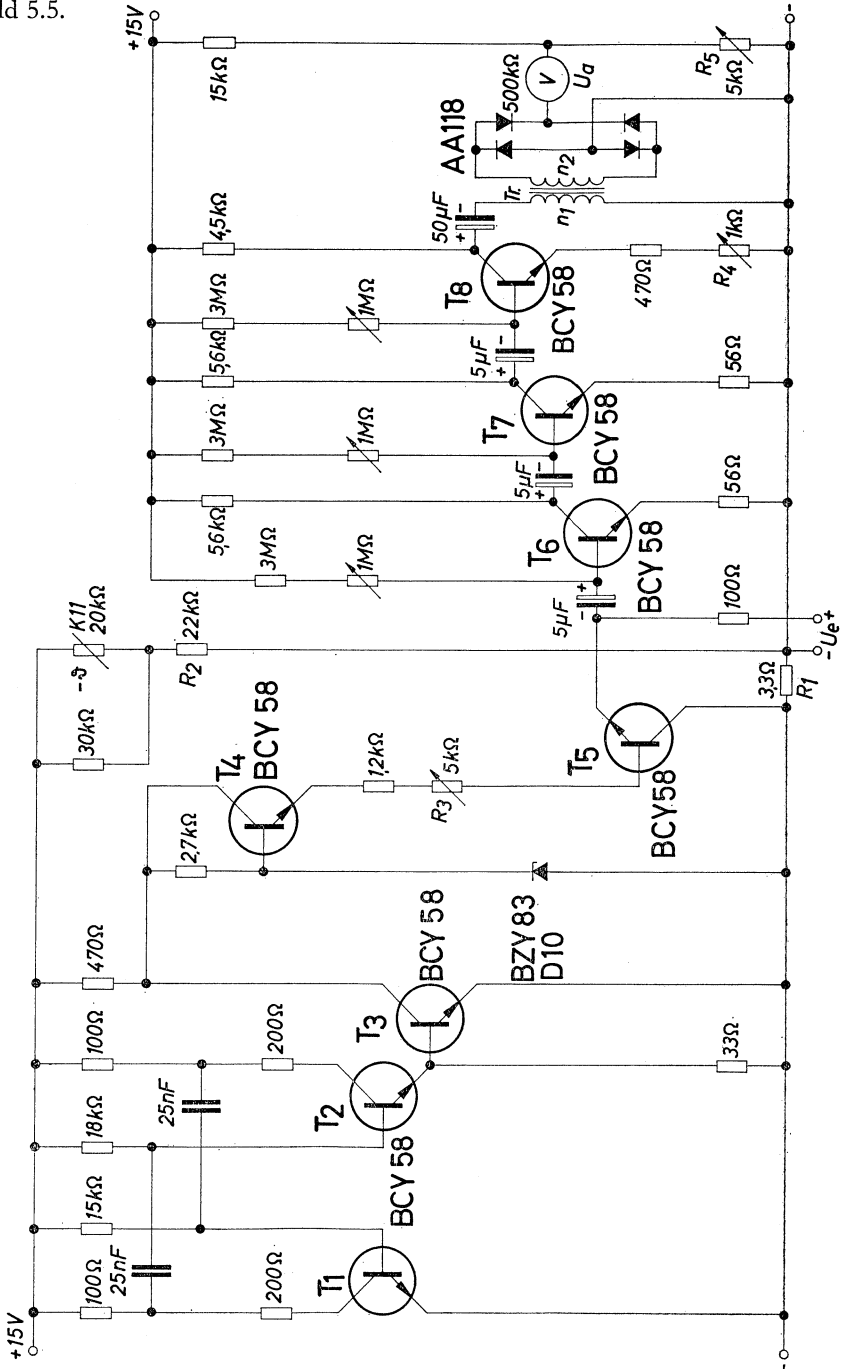 ld 5.5.
+15V
100Ω
25nF
15kΩ
18kΩ
100Ω
470Ω
30kΩ
-ϑ
K11
20kΩ
25nF
200Ω
200Ω
2,7kΩ
R2
22kΩ
T1
T2
BCY 58
T3
BCY 58
T4
BCY 58
1,2kΩ
R3
5kΩ
BZY 83
D10
T5
BCY 58
33Ω
3,3Ω
R1
-
- Ue +
+15V
3MΩ
5,6kΩ
3MΩ
5,6kΩ
3MΩ
4,5kΩ
15kΩ
1MΩ
1MΩ
1MΩ
5µF
- +
T6
BCY 58
5µF
+ -
T7
BCY 58
5µF
+ -
T8
BCY 58
50µF
+ -
AA118
Tr.
n1
n2
500kΩ
V
Ua
100Ω
56Ω
56Ω
470Ω
R4
1kΩ
R5
5kΩ
-